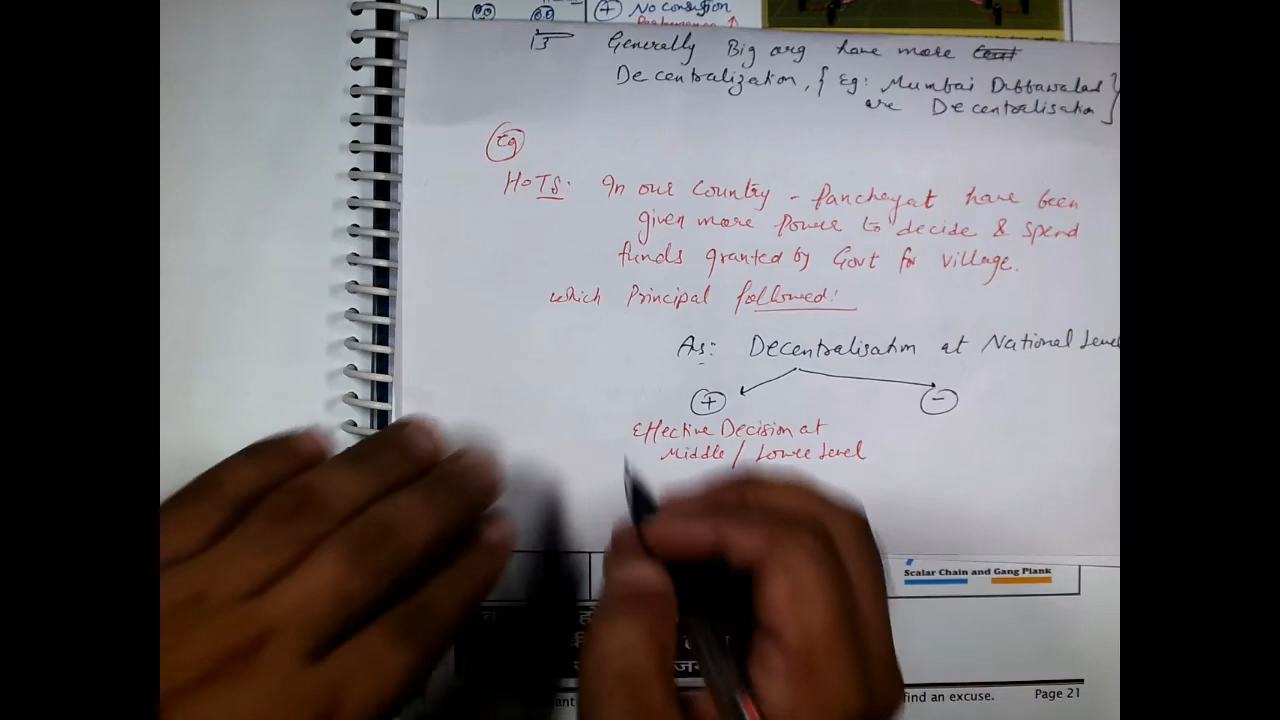 + No confusion
13 Generally Big org have more Cent
Decentralization, { Eg: Mumbai Dabbawalas
are Decentralisation }
Eg
HOTS: In our Country - Panchayat have been
given more Power to decide & spend
funds granted by Govt for village.
which Principal followed:
As: Decentralisation at National Level
+ -
Effective Decision at
Middle / Lower Level
Scalar Chain and Gang Plank
find an excuse. Page 21